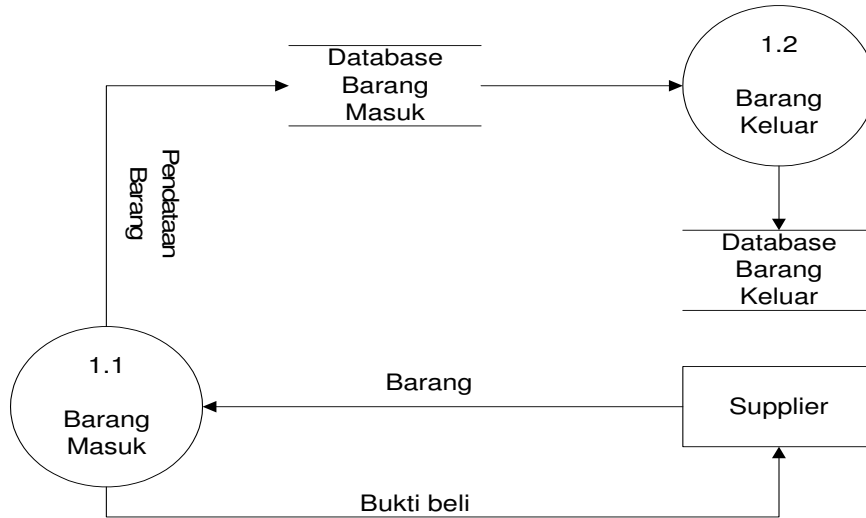 Database
Barang
Masuk
1.2
Barang
Keluar
Pendataan
Barang
Database
Barang
Keluar
1.1
Barang
Masuk
Barang
Supplier
Bukti beli